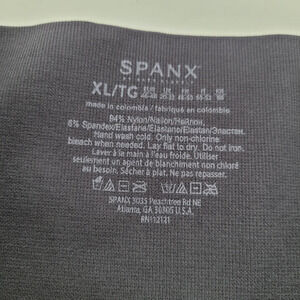 SPANX
XL/TG
made in colombia / fabriqué en colombie
94% Nylon/Nailon/Нейлон,
6% Spandex/Elastane/Elastano/Elastan/Эластан.
Hand wash cold. Only non-chlorine
bleach when needed. Lay flat to dry. Do not iron.
Laver à la main à l'eau froide. Utiliser
seulement un agent de blanchiment non
chloré au besoin. Sécher à plat. Ne pas repasser.
SPANX 3035 Peachtree Rd NE
Atlanta, GA 30305 U.S.A.
RN112121